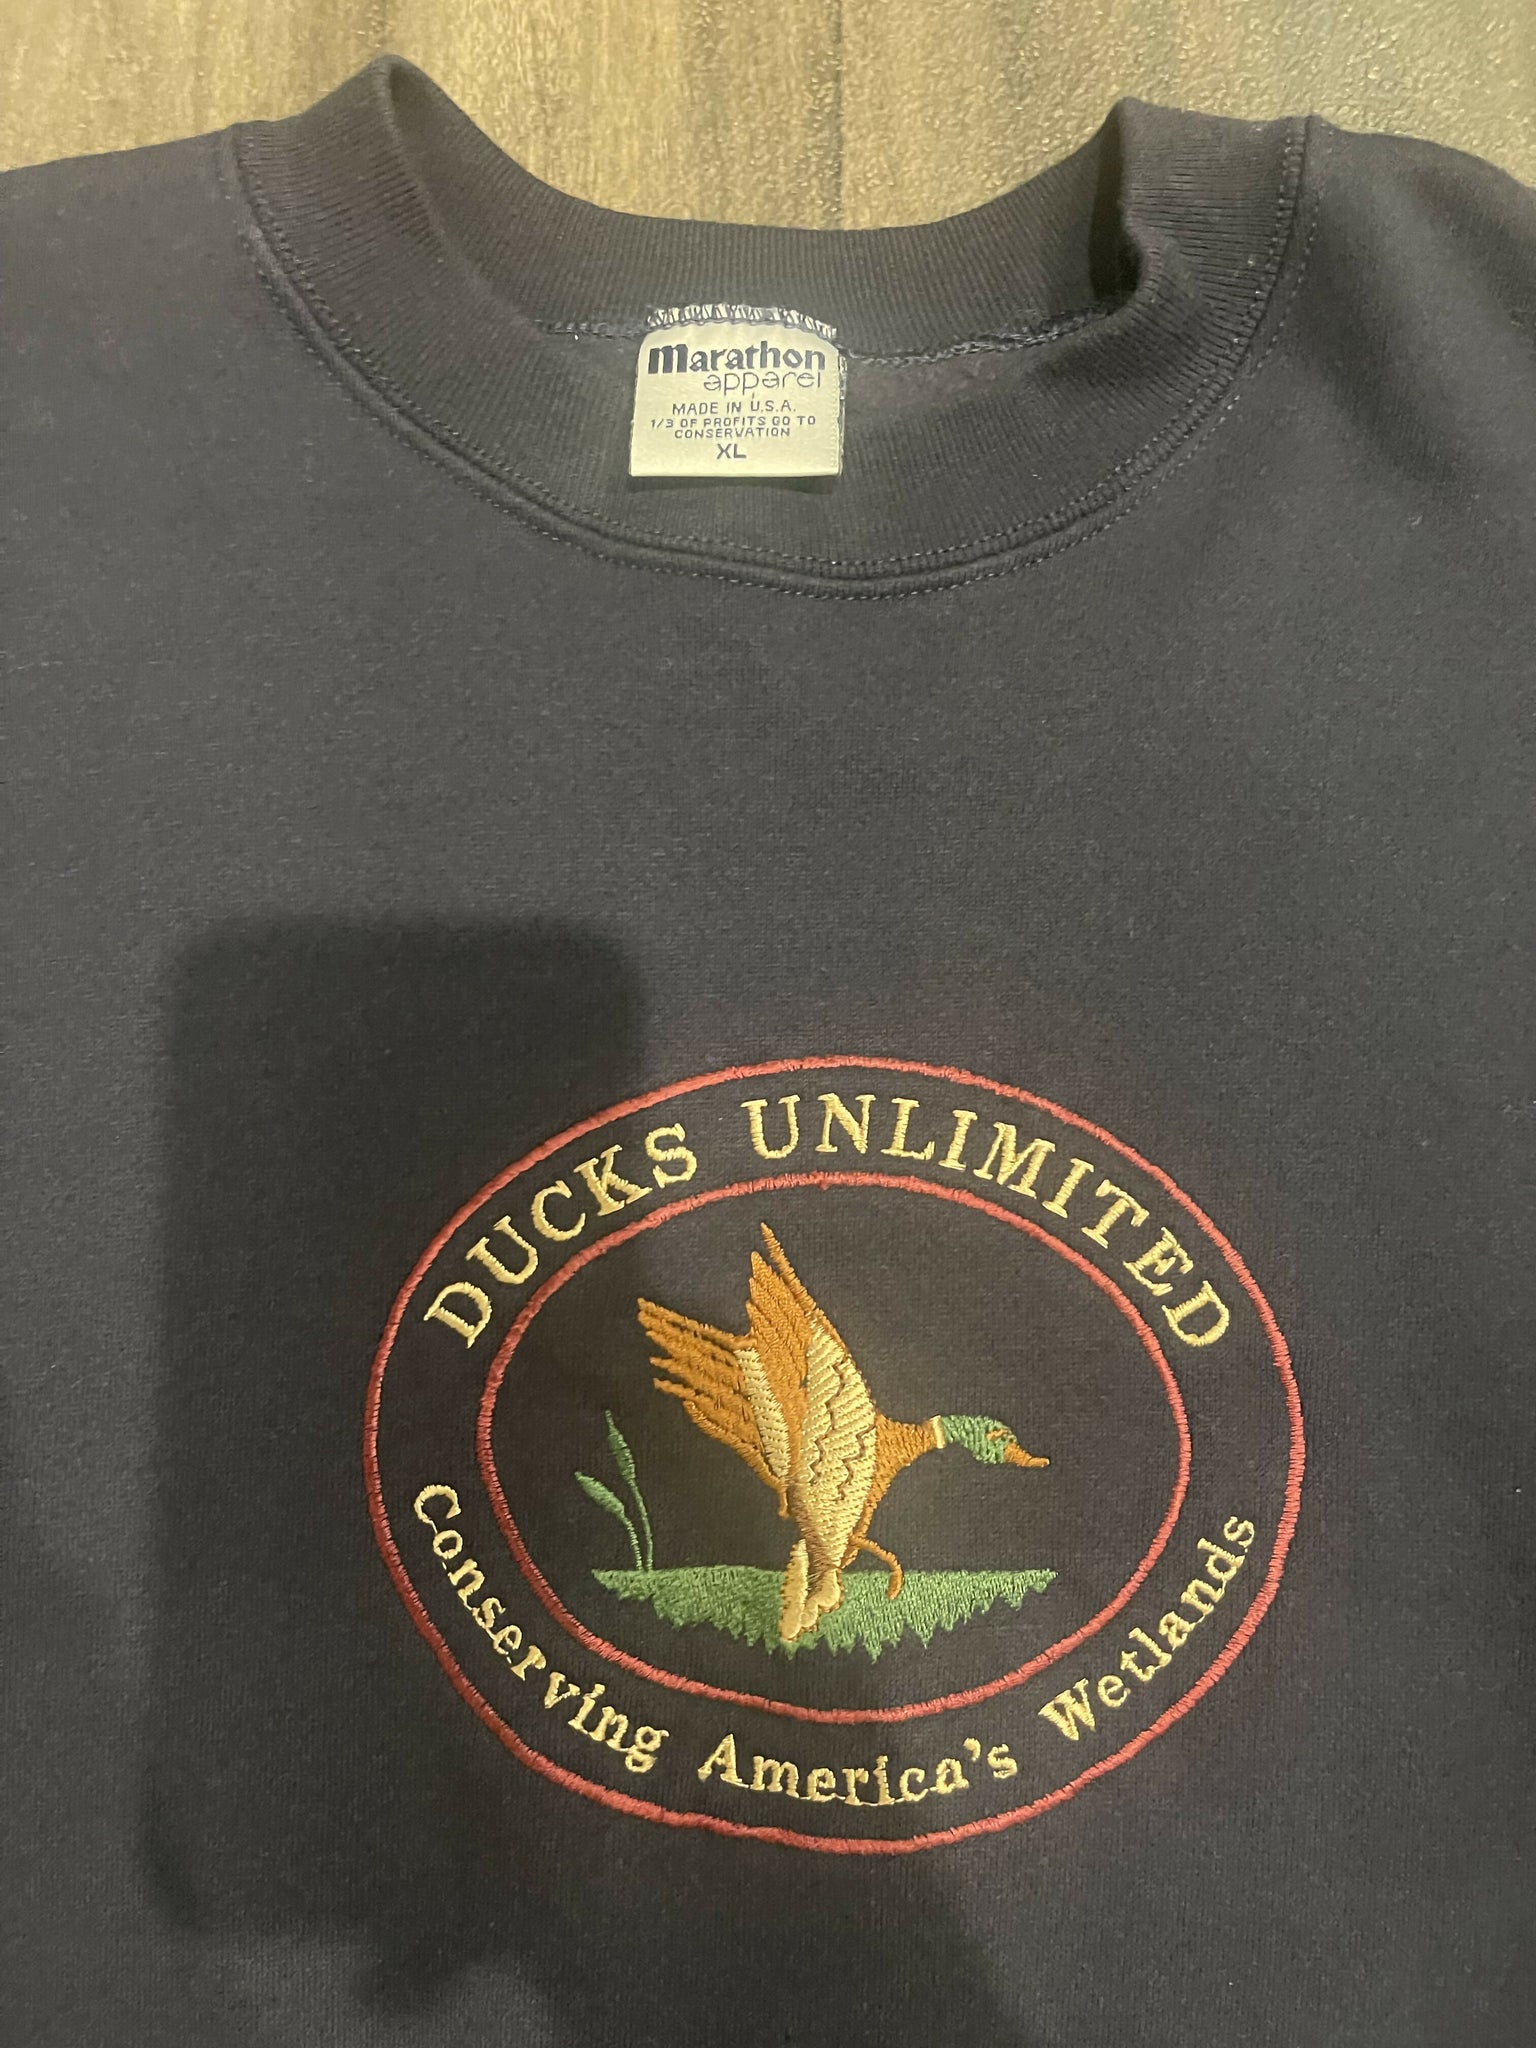 Marathon
apparel
MADE IN U.S.A.
1/3 OF PROFITS GO TO
CONSERVATION
XL
DUCKS UNLIMITED
Conserving America's Wetlands